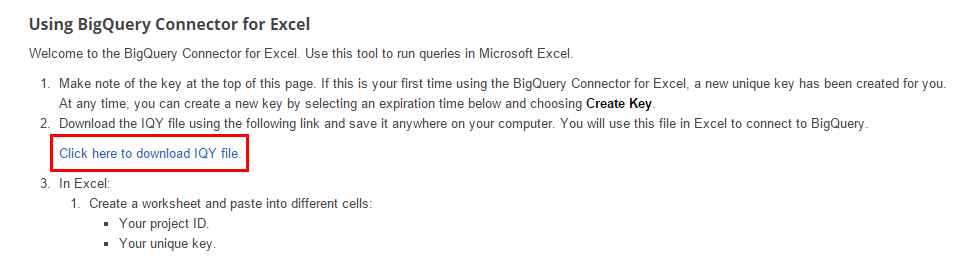 Using BigQuery Connector for Excel
Welcome to the BigQuery Connector for Excel. Use this tool to run queries in Microsoft Excel.
1. Make note of the key at the top of this page. If this is your first time using the BigQuery Connector for Excel, a new unique key has been created for you.
At any time, you can create a new key by selecting an expiration time below and choosing Create Key.
2. Download the IQY file using the following link and save it anywhere on your computer. You will use this file in Excel to connect to BigQuery.
Click here to download IQY file.
3. In Excel:
1. Create a worksheet and paste into different cells:
▪ Your project ID.
▪ Your unique key.